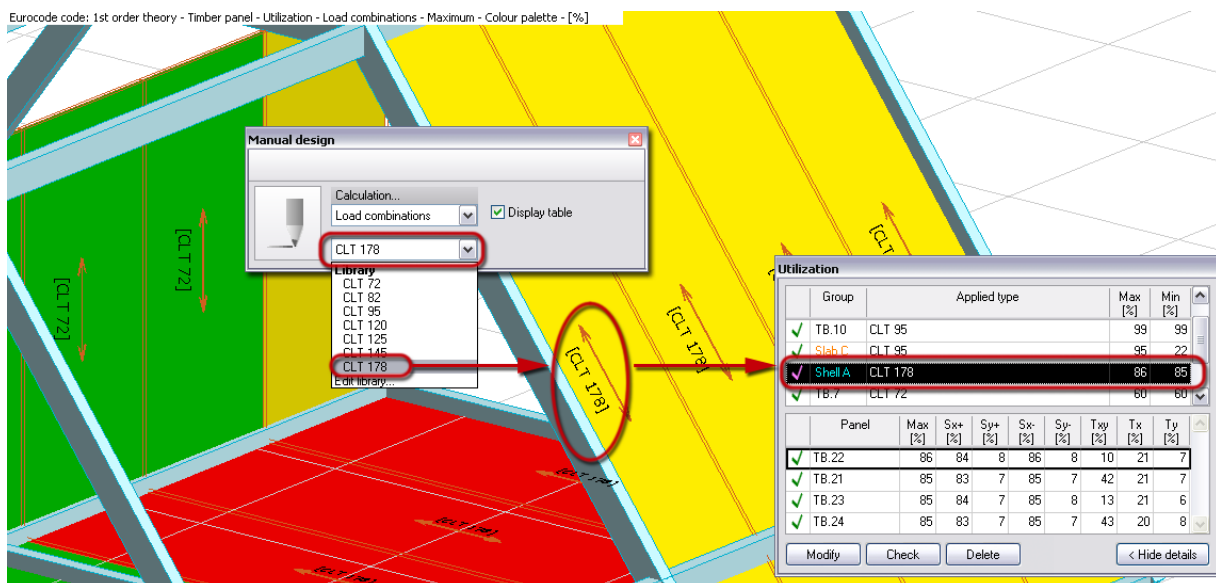 Eurocode code: 1st order theory - Timber panel - Utilization - Load combinations - Maximum - Colour palette - [%]
[CLT 72]
[CLT 72]
Manual design
Calculation...
Load combinations
Display table
CLT 178
Library
CLT 72
CLT 82
CLT 95
CLT 120
CLT 125
CLT 145
CLT 178
Edit library...
[CLT
[CLT 178]
[CLT 178]
[CLT 178]
[CLT 178]
[CLT 178]
Utilization
Group Applied type Max [%] Min [%]
TB.10 CLT 95 99 99
Slab C CLT 95 95 22
Shell A CLT 178 86 85
TB.7 CLT 72 60 60
Panel Max [%] Sx+ [%] Sy+ [%] Sx- [%] Sy- [%] Txy [%] Tx [%] Ty [%]
TB.22 86 84 8 86 8 10 21 7
TB.21 85 83 7 85 7 42 21 7
TB.23 85 84 7 85 8 13 21 6
TB.24 85 83 7 85 7 43 20 8
Modify Check Delete < Hide details